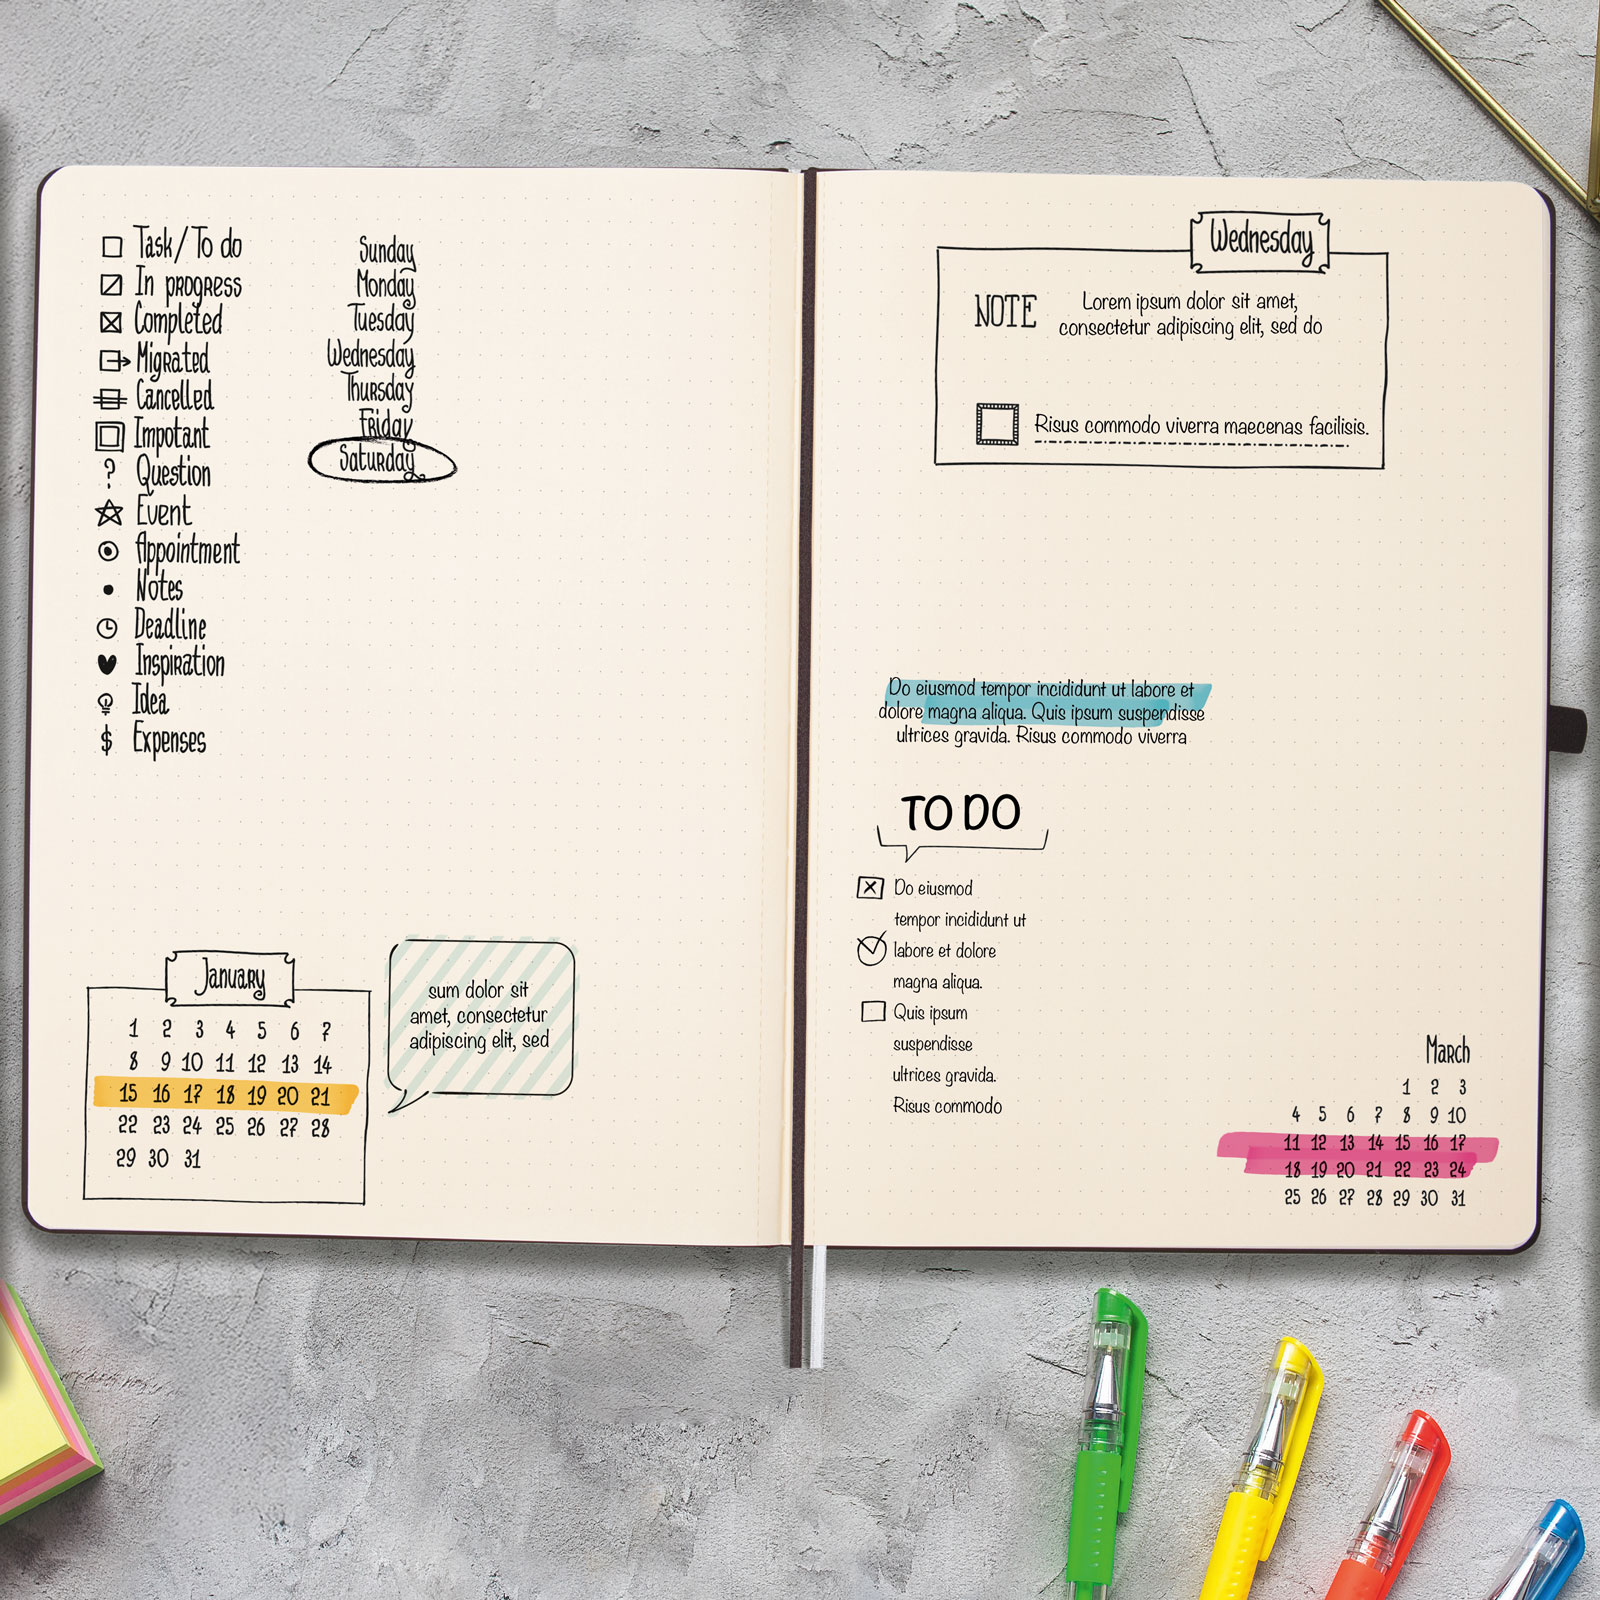 Task/To do
In progress
Completed
Migrated
Cancelled
Impotant
? Question
Event
Appointment
• Notes
Deadline
Inspiration
Idea
$ Expenses
Sunday
Monday
Tuesday
Wednesday
Thursday
Friday
Saturday
January
1 2 3 4 5 6 7
8 9 10 11 12 13 14
15 16 17 18 19 20 21
22 23 24 25 26 27 28
29 30 31
sum dolor sit
amet, consectetur
adipiscing elit, sed
Wednesday
NOTE
Lorem ipsum dolor sit amet,
consectetur adipiscing elit, sed do
Risus commodo viverra maecenas facilisis.
Do eiusmod tempor incididunt ut labore et
dolore magna aliqua. Quis ipsum suspendisse
ultrices gravida. Risus commodo viverra
TO DO
Do eiusmod
tempor incididunt ut
labore et dolore
magna aliqua.
Quis ipsum
suspendisse
ultrices gravida.
Risus commodo
March
1 2 3
4 5 6 7 8 9 10
11 12 13 14 15 16 17
18 19 20 21 22 23 24
25 26 27 28 29 30 31